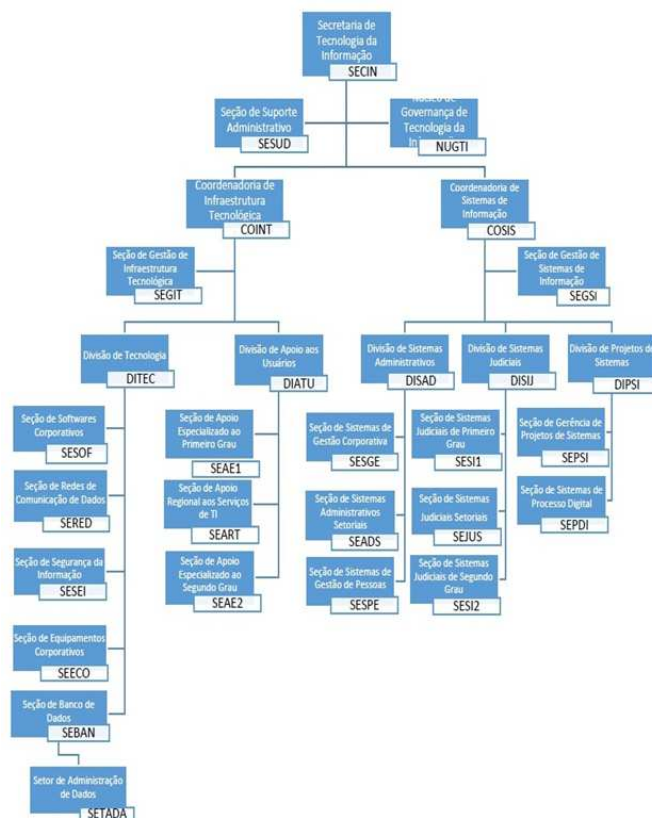 Secretaria de
Tecnologia da
Informação
SECIN
Seção de Suporte
Administrativo
SESUD
Núcleo de
Governança de
Tecnologia da
NUGTI
Coordenadoria de
Infraestrutura
Tecnológica
COINT
Coordenadoria de
Sistemas de
Informação
COSIS
Seção de Gestão de
Infraestrutura
Tecnológica
SEGIT
Seção de Gestão de
Sistemas de
Informação
SEGSI
Divisão de Tecnologia
DITEC
Divisão de Apoio aos
Usuários
DIATU
Divisão de Sistemas
Administrativos
DISAD
Divisão de Sistemas
Judiciais
DISIJ
Divisão de Projetos de
Sistemas
DIPSI
Seção de Softwares
Corporativos
SESOF
Seção de Redes de
Comunicação de Dados
SERED
Seção de Segurança da
Informação
SESEI
Seção de Equipamentos
Corporativos
SEECO
Seção de Banco de
Dados
SEBAN
Setor de Administração
de Dados
SETADA
Seção de Apoio
Especializado ao
Primeiro Grau
SEAE1
Seção de Apoio
Regional aos Serviços
de TI
SEART
Seção de Apoio
Especializado ao
Segundo Grau
SEAE2
Seção de Sistemas de
Gestão Corporativa
SESGE
Seção de Sistemas
Administrativos
Setoriais
SEADS
Seção de Sistemas de
Gestão de Pessoas
SESPE
Seção de Sistemas
Judiciais de Primeiro
Grau
SESI1
Seção de Sistemas
Judiciais Setoriais
SEJUS
Seção de Sistemas
Judiciais de Segundo
Grau
SESI2
Seção de Gerência de
Projetos de Sistemas
SEPSI
Seção de Sistemas de
Processo Digital
SEPDI